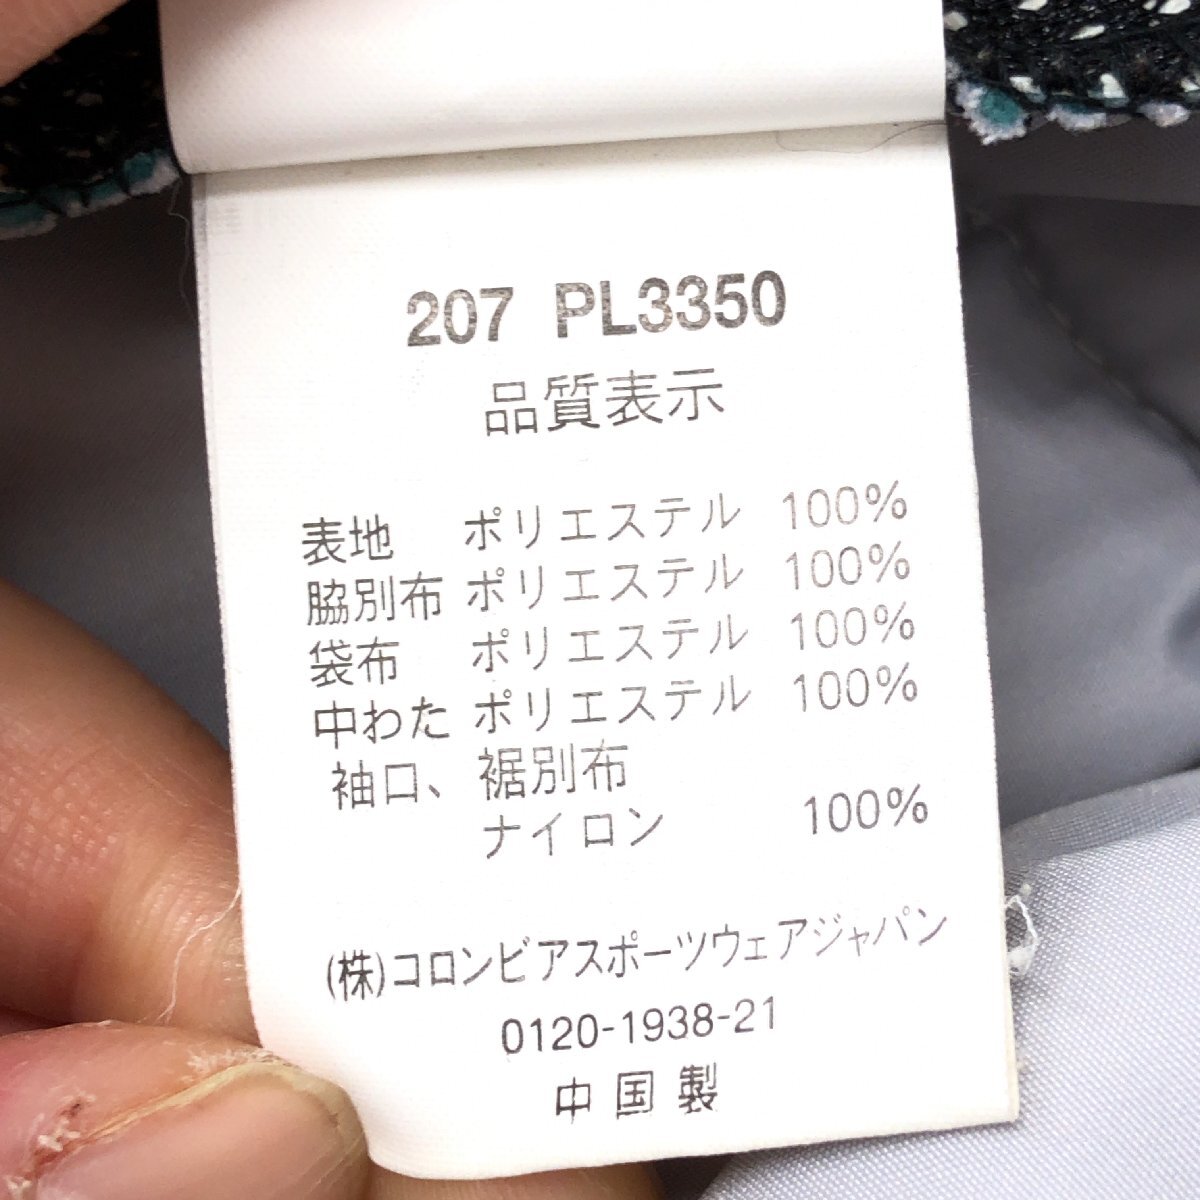 207 PL3350
品質表示
表地 ポリエステル 100%
脇別布 ポリエステル 100%
袋布 ポリエステル 100%
中わた ポリエステル 100%
袖口、裾別布
ナイロン 100%
(株)コロンビアスポーツウェアジャパン
0120-1938-21
中国製